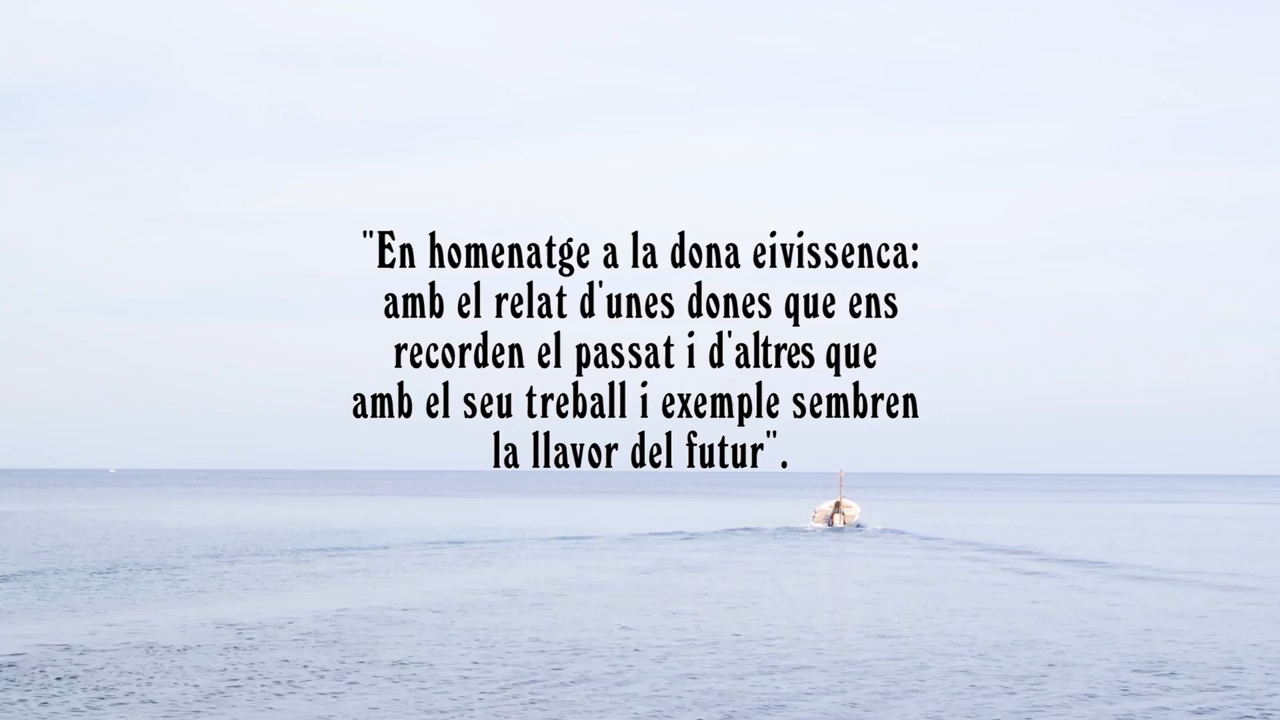 "En homenatge a la dona eivissenca:
amb el relat d'unes dones que ens
recorden el passat i d'altres que
amb el seu treball i exemple sembren
la llavor del futur".